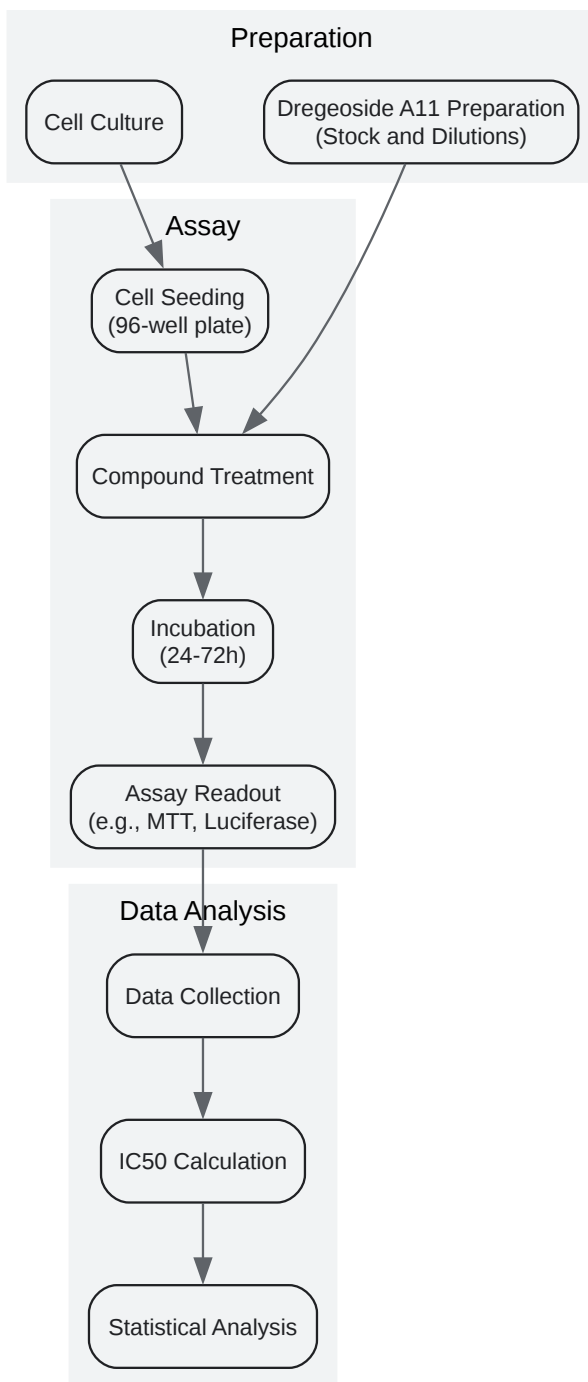 Preparation
Cell Culture
Dregeoside A11 Preparation
(Stock and Dilutions)
Assay
Cell Seeding
(96-well plate)
Compound Treatment
Incubation
(24-72h)
Assay Readout
(e.g., MTT, Luciferase)
Data Analysis
Data Collection
IC50 Calculation
Statistical Analysis